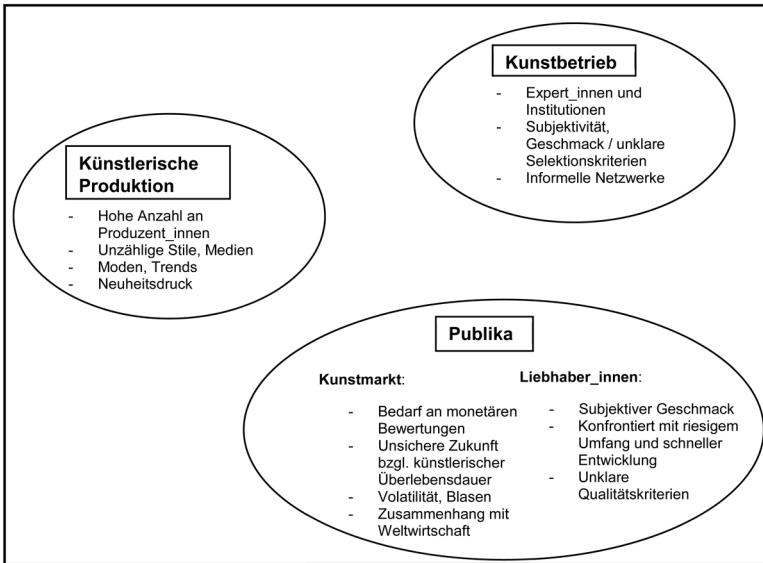 Kunstbetrieb
- Expert_innen und
Institutionen
- Subjektivität,
Geschmack / unklare
Selektionskriterien
- Informelle Netzwerke
Künstlerische
Produktion
- Hohe Anzahl an
Produzent_innen
- Unzählige Stile, Medien
- Moden, Trends
- Neuheitsdruck
Publika
Kunstmarkt:
- Bedarf an monetären
Bewertungen
- Unsichere Zukunft
bzgl. künstlerischer
Überlebensdauer
- Volatilität, Blasen
- Zusammenhang mit
Weltwirtschaft
Liebhaber_innen:
- Subjektiver Geschmack
- Konfrontiert mit riesigem
Umfang und schneller
Entwicklung
- Unklare
Qualitätskriterien